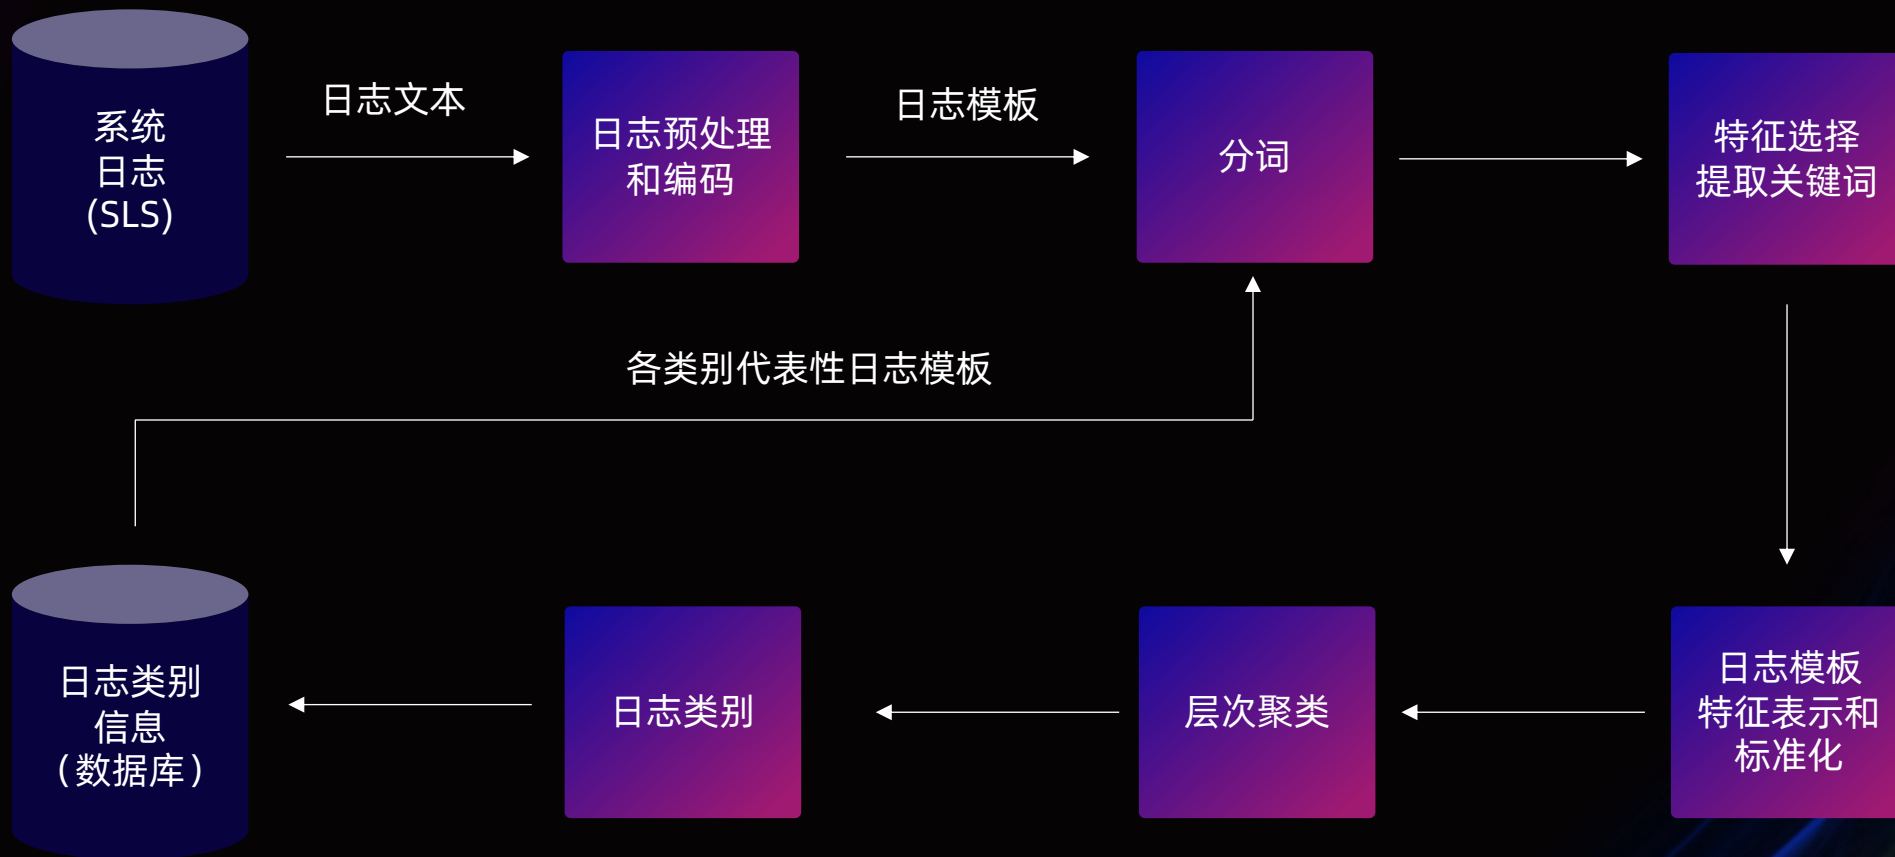 系统
日志
(SLS)
日志文本
日志预处理
和编码
日志模板
分词
特征选择
提取关键词
各类别代表性日志模板
日志类别
信息
(数据库)
日志类别
层次聚类
日志模板
特征表示和
标准化